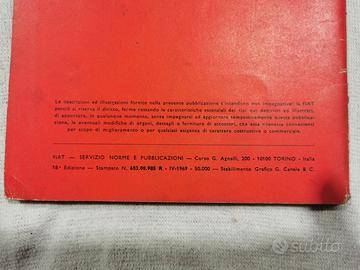 Le descrizioni ed illustrazioni fornite nella presente pubblicazione s'intendono non impegnative: la FIAT
perciò si riserva il diritto, ferme restando le caratteristiche essenziali dei tipi qui descritti ed illustrati,
di apportare, in qualunque momento, senza impegnarsi ad aggiornare tempestivamente questa pubblica-
zione, le eventuali modifiche di organi, dettagli o forniture di accessori, che essa ritenesse convenienti
per scopo di miglioramento o per qualsiasi esigenza di carattere costruttivo o commerciale.
FIAT — SERVIZIO NORME E PUBBLICAZIONI — Corso G. Agnelli, 200 - 10100 TORINO - Italia
18ª Edizione - Stampato N. 603.00.985 R - IV-1969 - 50.000 — Stabilimento Grafico G. Canale & C.
subito